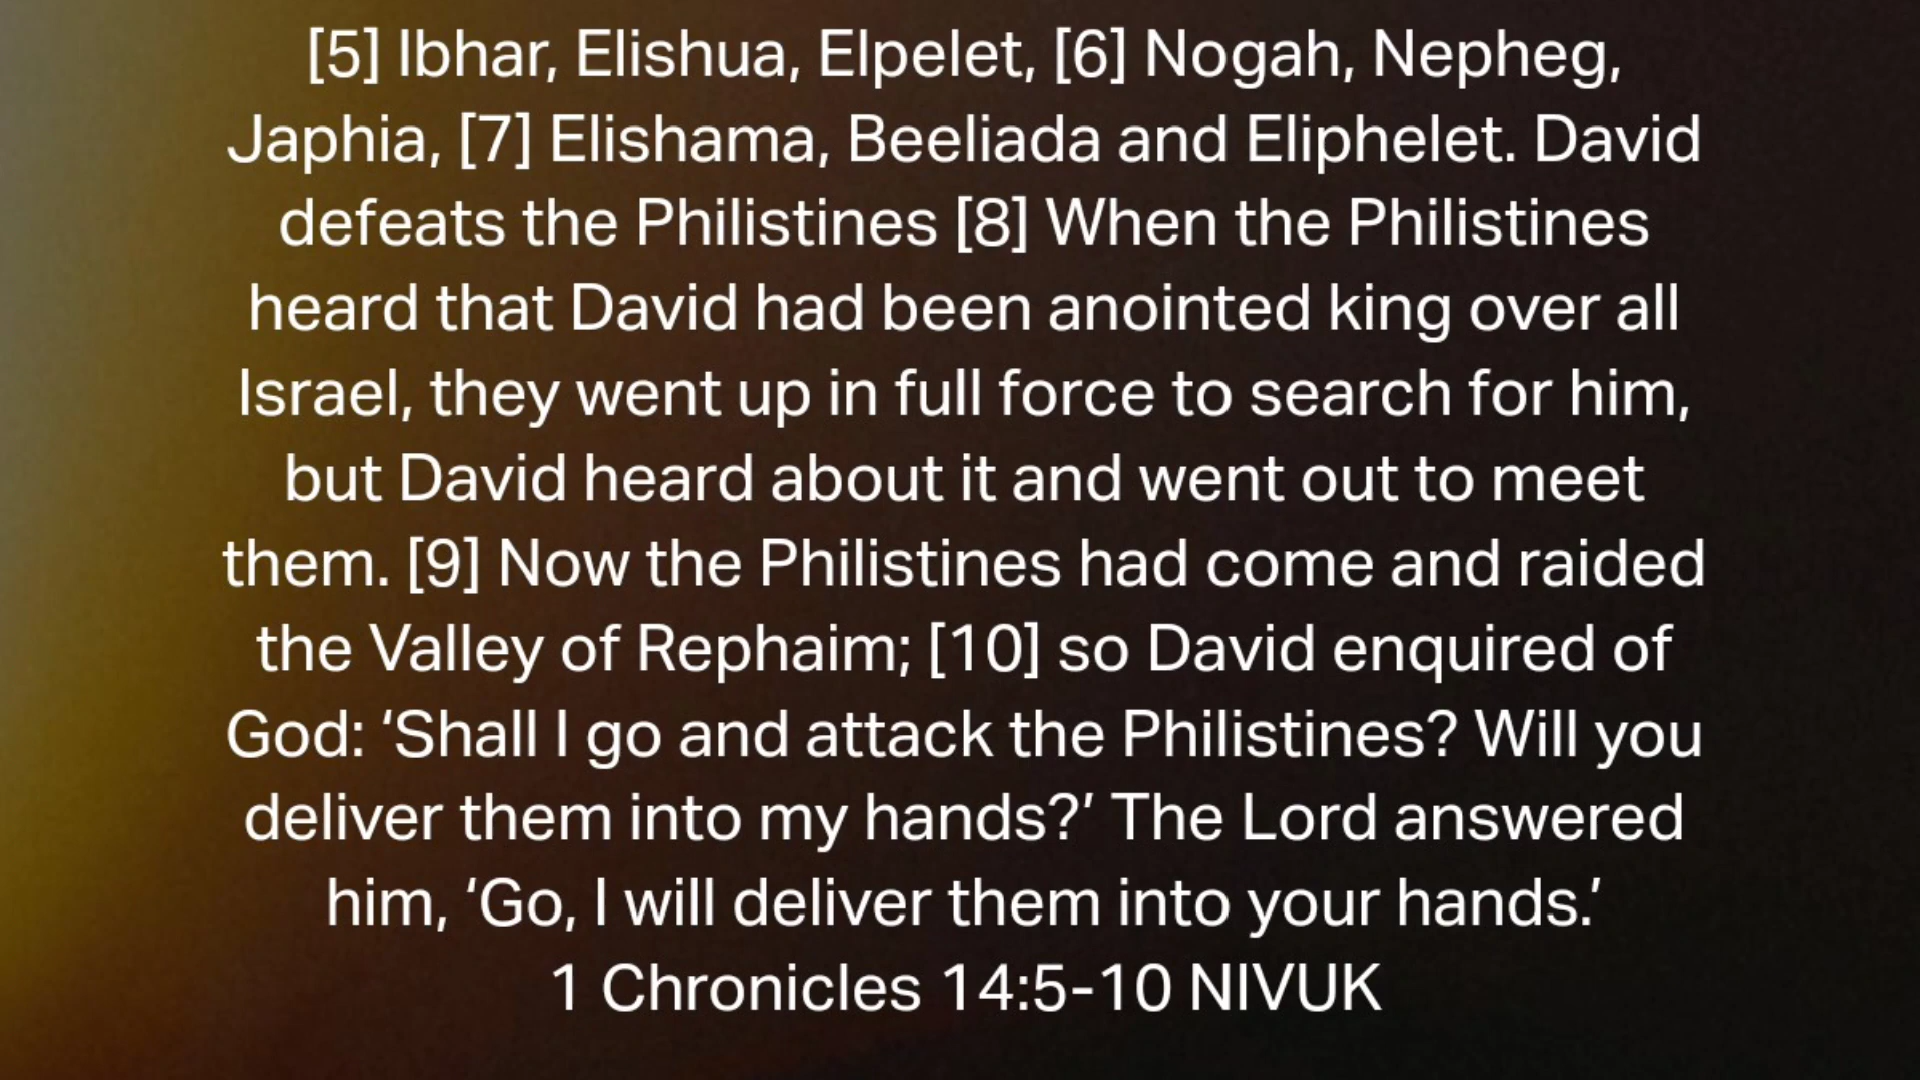 [5] Ibhar, Elishua, Elpelet, [6] Nogah, Nepheg,
Japhia, [7] Elishama, Beeliada and Eliphelet. David
defeats the Philistines [8] When the Philistines
heard that David had been anointed king over all
Israel, they went up in full force to search for him,
but David heard about it and went out to meet
them. [9] Now the Philistines had come and raided
the Valley of Rephaim; [10] so David enquired of
God: ‘Shall I go and attack the Philistines? Will you
deliver them into my hands?’ The Lord answered
him, ‘Go, I will deliver them into your hands.’
1 Chronicles 14:5-10 NIVUK